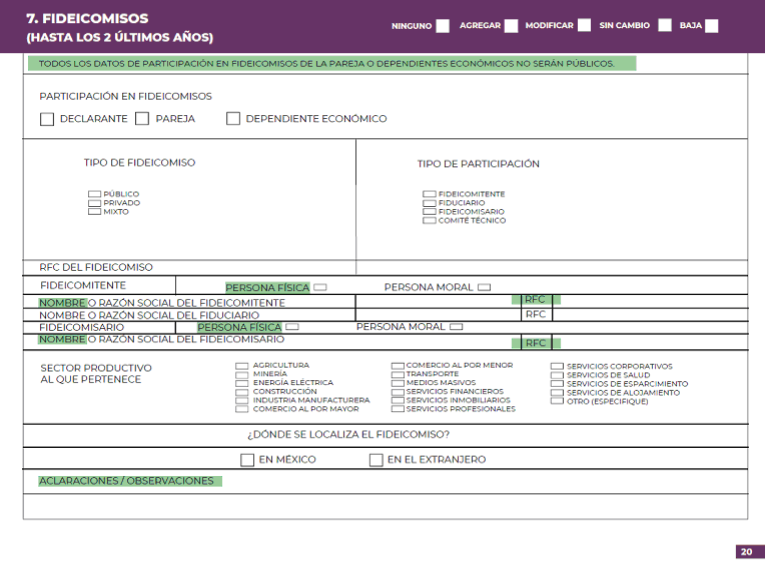 7. FIDEICOMISOS
(HASTA LOS 2 ÚLTIMOS AÑOS)
NINGUNO AGREGAR MODIFICAR SIN CAMBIO BAJA
TODOS LOS DATOS DE PARTICIPACIÓN EN FIDEICOMISOS DE LA PAREJA O DEPENDIENTES ECONÓMICOS NO SERÁN PÚBLICOS.
PARTICIPACIÓN EN FIDEICOMISOS
DECLARANTE PAREJA DEPENDIENTE ECONÓMICO
TIPO DE FIDEICOMISO
PÚBLICO
PRIVADO
MIXTO
TIPO DE PARTICIPACIÓN
FIDEICOMITENTE
FIDUCIARIO
FIDEICOMISARIO
COMITÉ TÉCNICO
RFC DEL FIDEICOMISO
FIDEICOMITENTE PERSONA FÍSICA PERSONA MORAL
NOMBRE O RAZÓN SOCIAL DEL FIDEICOMITENTE RFC
NOMBRE O RAZÓN SOCIAL DEL FIDUCIARIO RFC
FIDEICOMISARIO PERSONA FÍSICA PERSONA MORAL
NOMBRE O RAZÓN SOCIAL DEL FIDEICOMISARIO RFC
SECTOR PRODUCTIVO
AL QUE PERTENECE
AGRICULTURA
MINERÍA
ENERGÍA ELÉCTRICA
CONSTRUCCIÓN
INDUSTRIA MANUFACTURERA
COMERCIO AL POR MAYOR
COMERCIO AL POR MENOR
TRANSPORTE
MEDIOS MASIVOS
SERVICIOS FINANCIEROS
SERVICIOS INMOBILIARIOS
SERVICIOS PROFESIONALES
SERVICIOS CORPORATIVOS
SERVICIOS DE SALUD
SERVICIOS DE ESPARCIMIENTO
SERVICIOS DE ALOJAMIENTO
OTRO (ESPECIFIQUE)
¿DÓNDE SE LOCALIZA EL FIDEICOMISO?
EN MÉXICO EN EL EXTRANJERO
ACLARACIONES / OBSERVACIONES
20